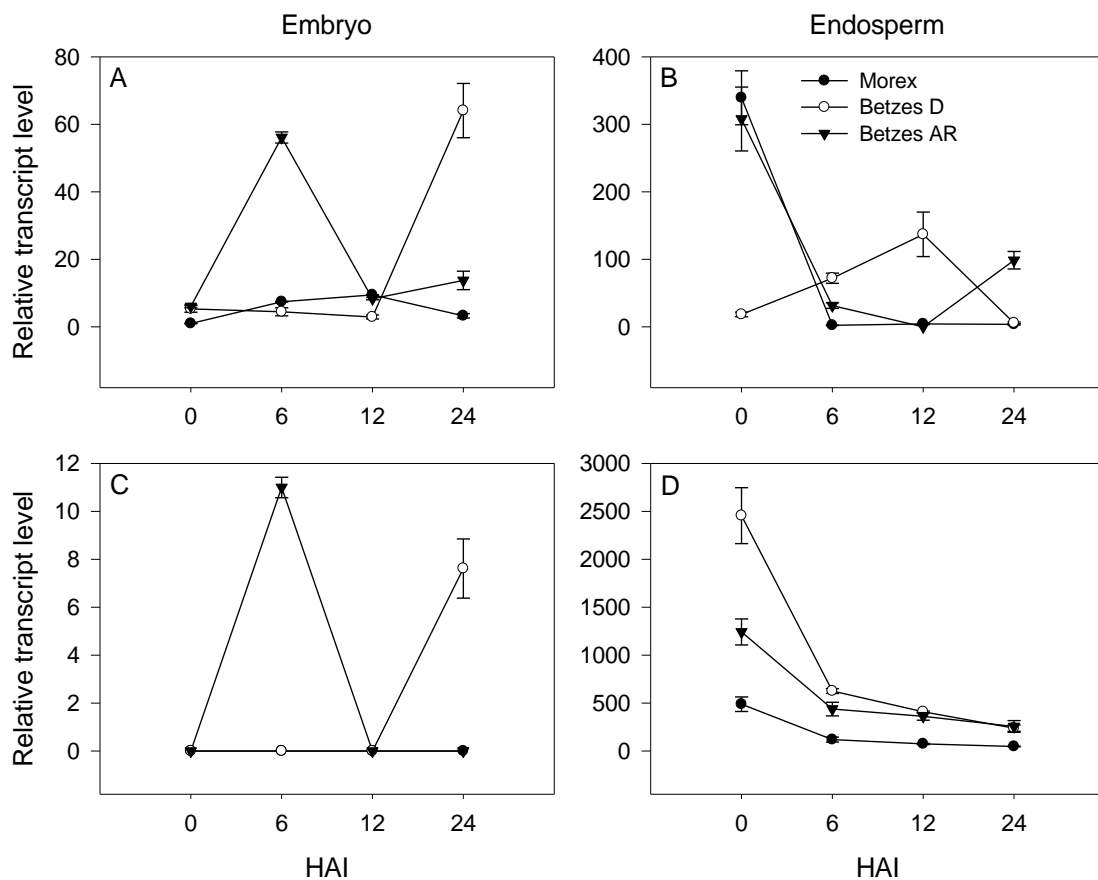 Embryo
Endosperm
A
80
60
40
20
0
Relative transcript level
0 6 12 24
B
400
300
200
100
0
Morex
Betzes D
Betzes AR
0 6 12 24
C
12
10
8
6
4
2
0
Relative transcript level
0 6 12 24
HAI
D
3000
2500
2000
1500
1000
500
0
0 6 12 24
HAI